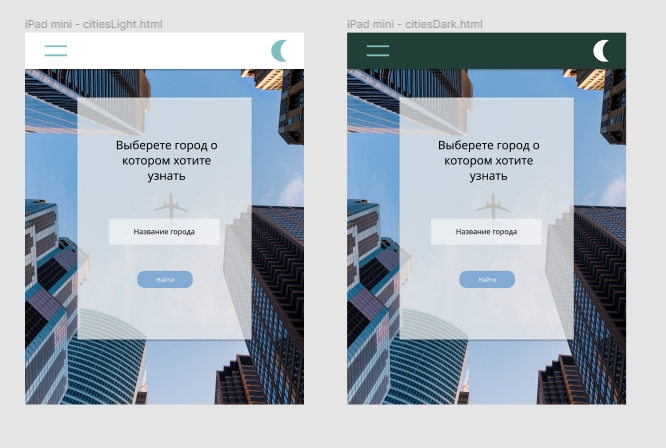 iPad mini - citiesLight.html
iPad mini - citiesDark.html
Выберете город о
котором хотите
узнать
Название города
Найти
Выберете город о
котором хотите
узнать
Название города
Найти